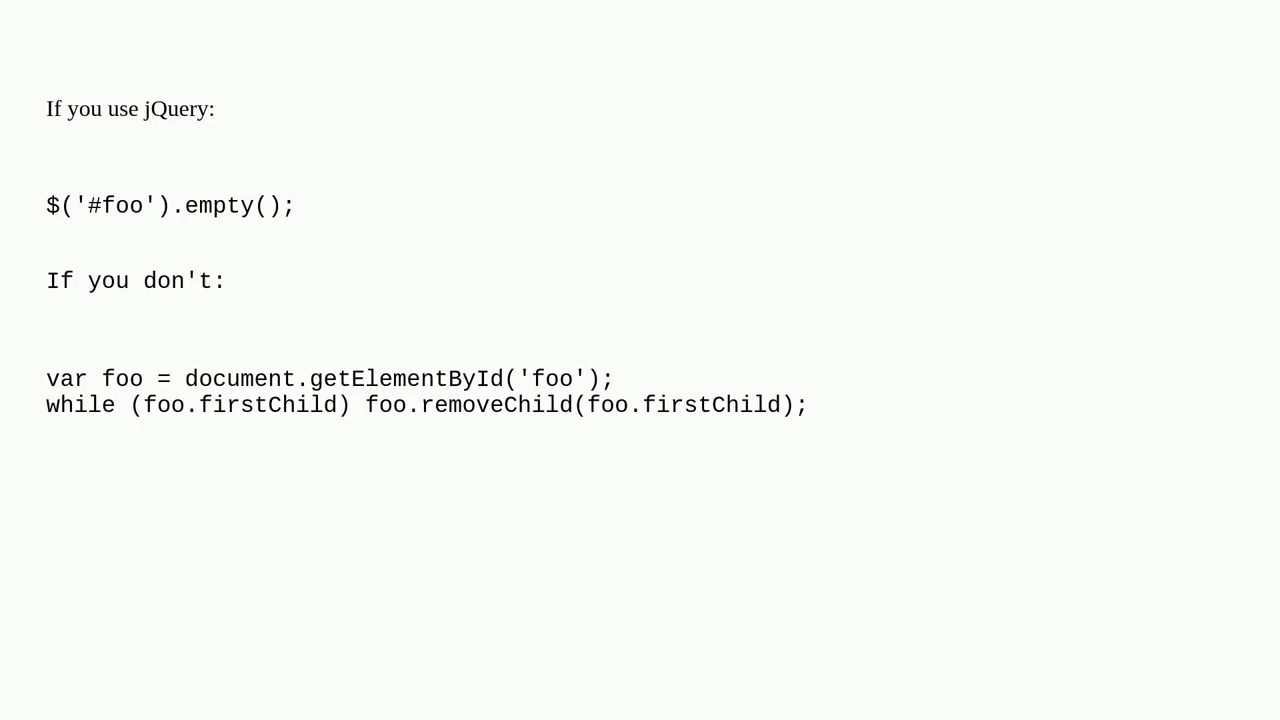 If you use jQuery:
$('#foo').empty();
If you don't:
var foo = document.getElementById('foo');
while (foo.firstChild) foo.removeChild(foo.firstChild);